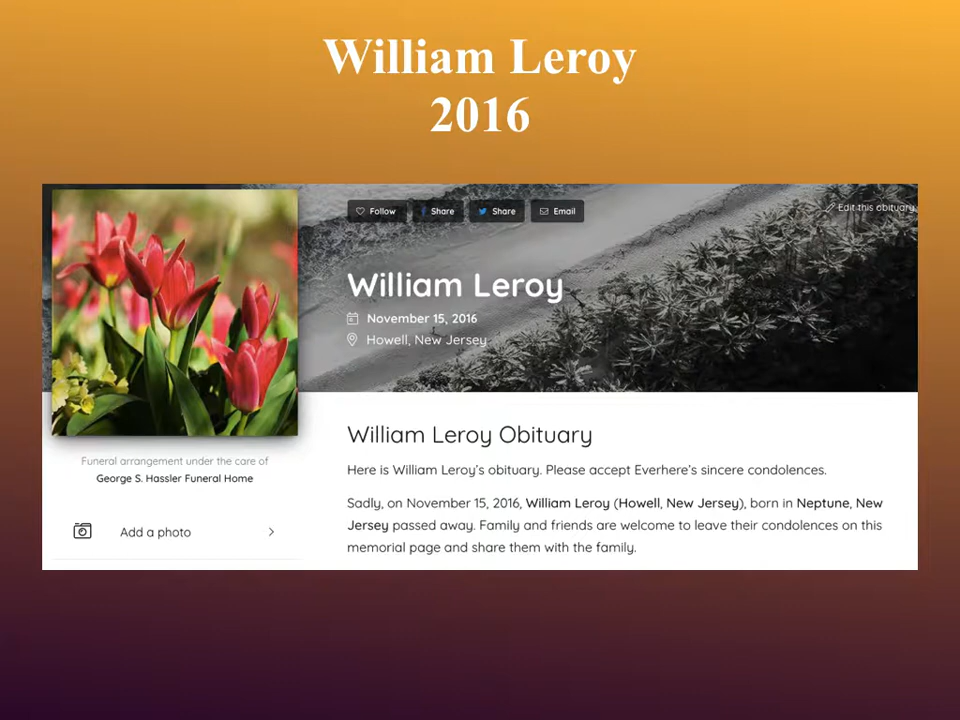 William Leroy
2016
Follow
Share
Share
Email
Edit this obituary
William Leroy
November 15, 2016
Howell, New Jersey
Funeral arrangement under the care of
George S. Hassler Funeral Home
Add a photo
William Leroy Obituary
Here is William Leroy's obituary. Please accept Everhere's sincere condolences.
Sadly, on November 15, 2016, William Leroy (Howell, New Jersey), born in Neptune, New
Jersey passed away. Family and friends are welcome to leave their condolences on this
memorial page and share them with the family.